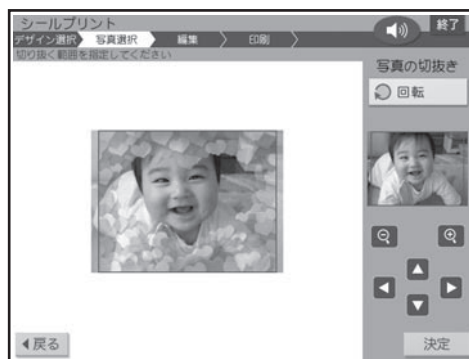 シールプリント
終了
デザイン選択 写真選択 編集 印刷
切り抜く範囲を指定してください
写真の切抜き
回転
戻る
決定